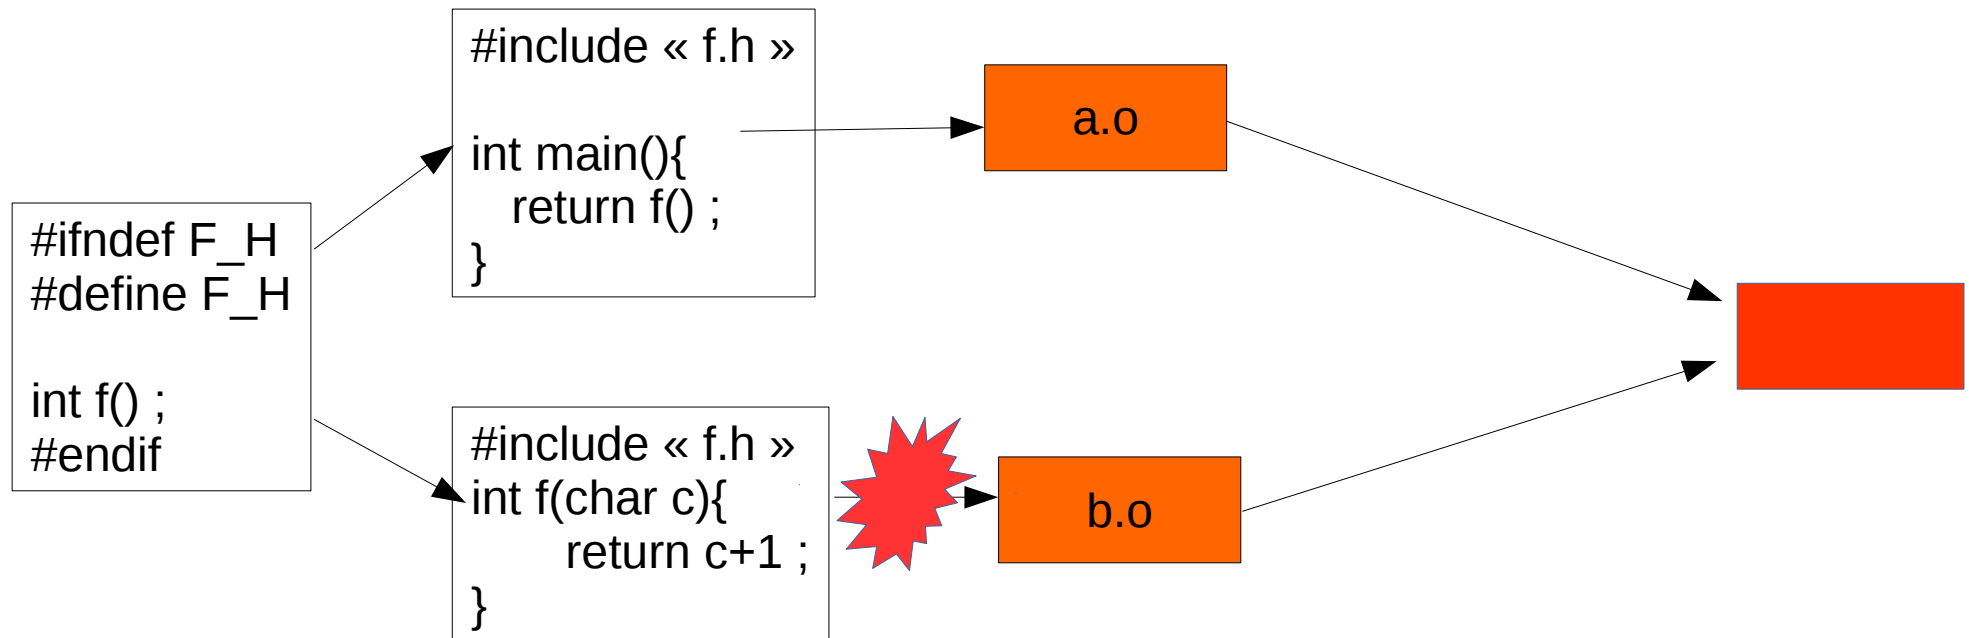 #ifndef F_H
#define F_H
int f() ;
#endif
#include « f.h »
int main(){
return f() ;
}
#include « f.h »
int f(char c){
return c+1 ;
}
a.o
b.o